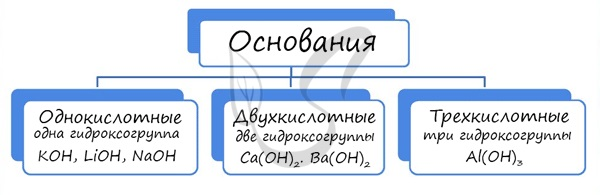 Основания
Однокислотные
одна гидроксогруппа
KOH, LiOH, NaOH
Двухкислотные
две гидроксогруппы
Ca(OH)₂. Ba(OH)₂
Трехкислотные
три гидроксогруппы
Al(OH)₃